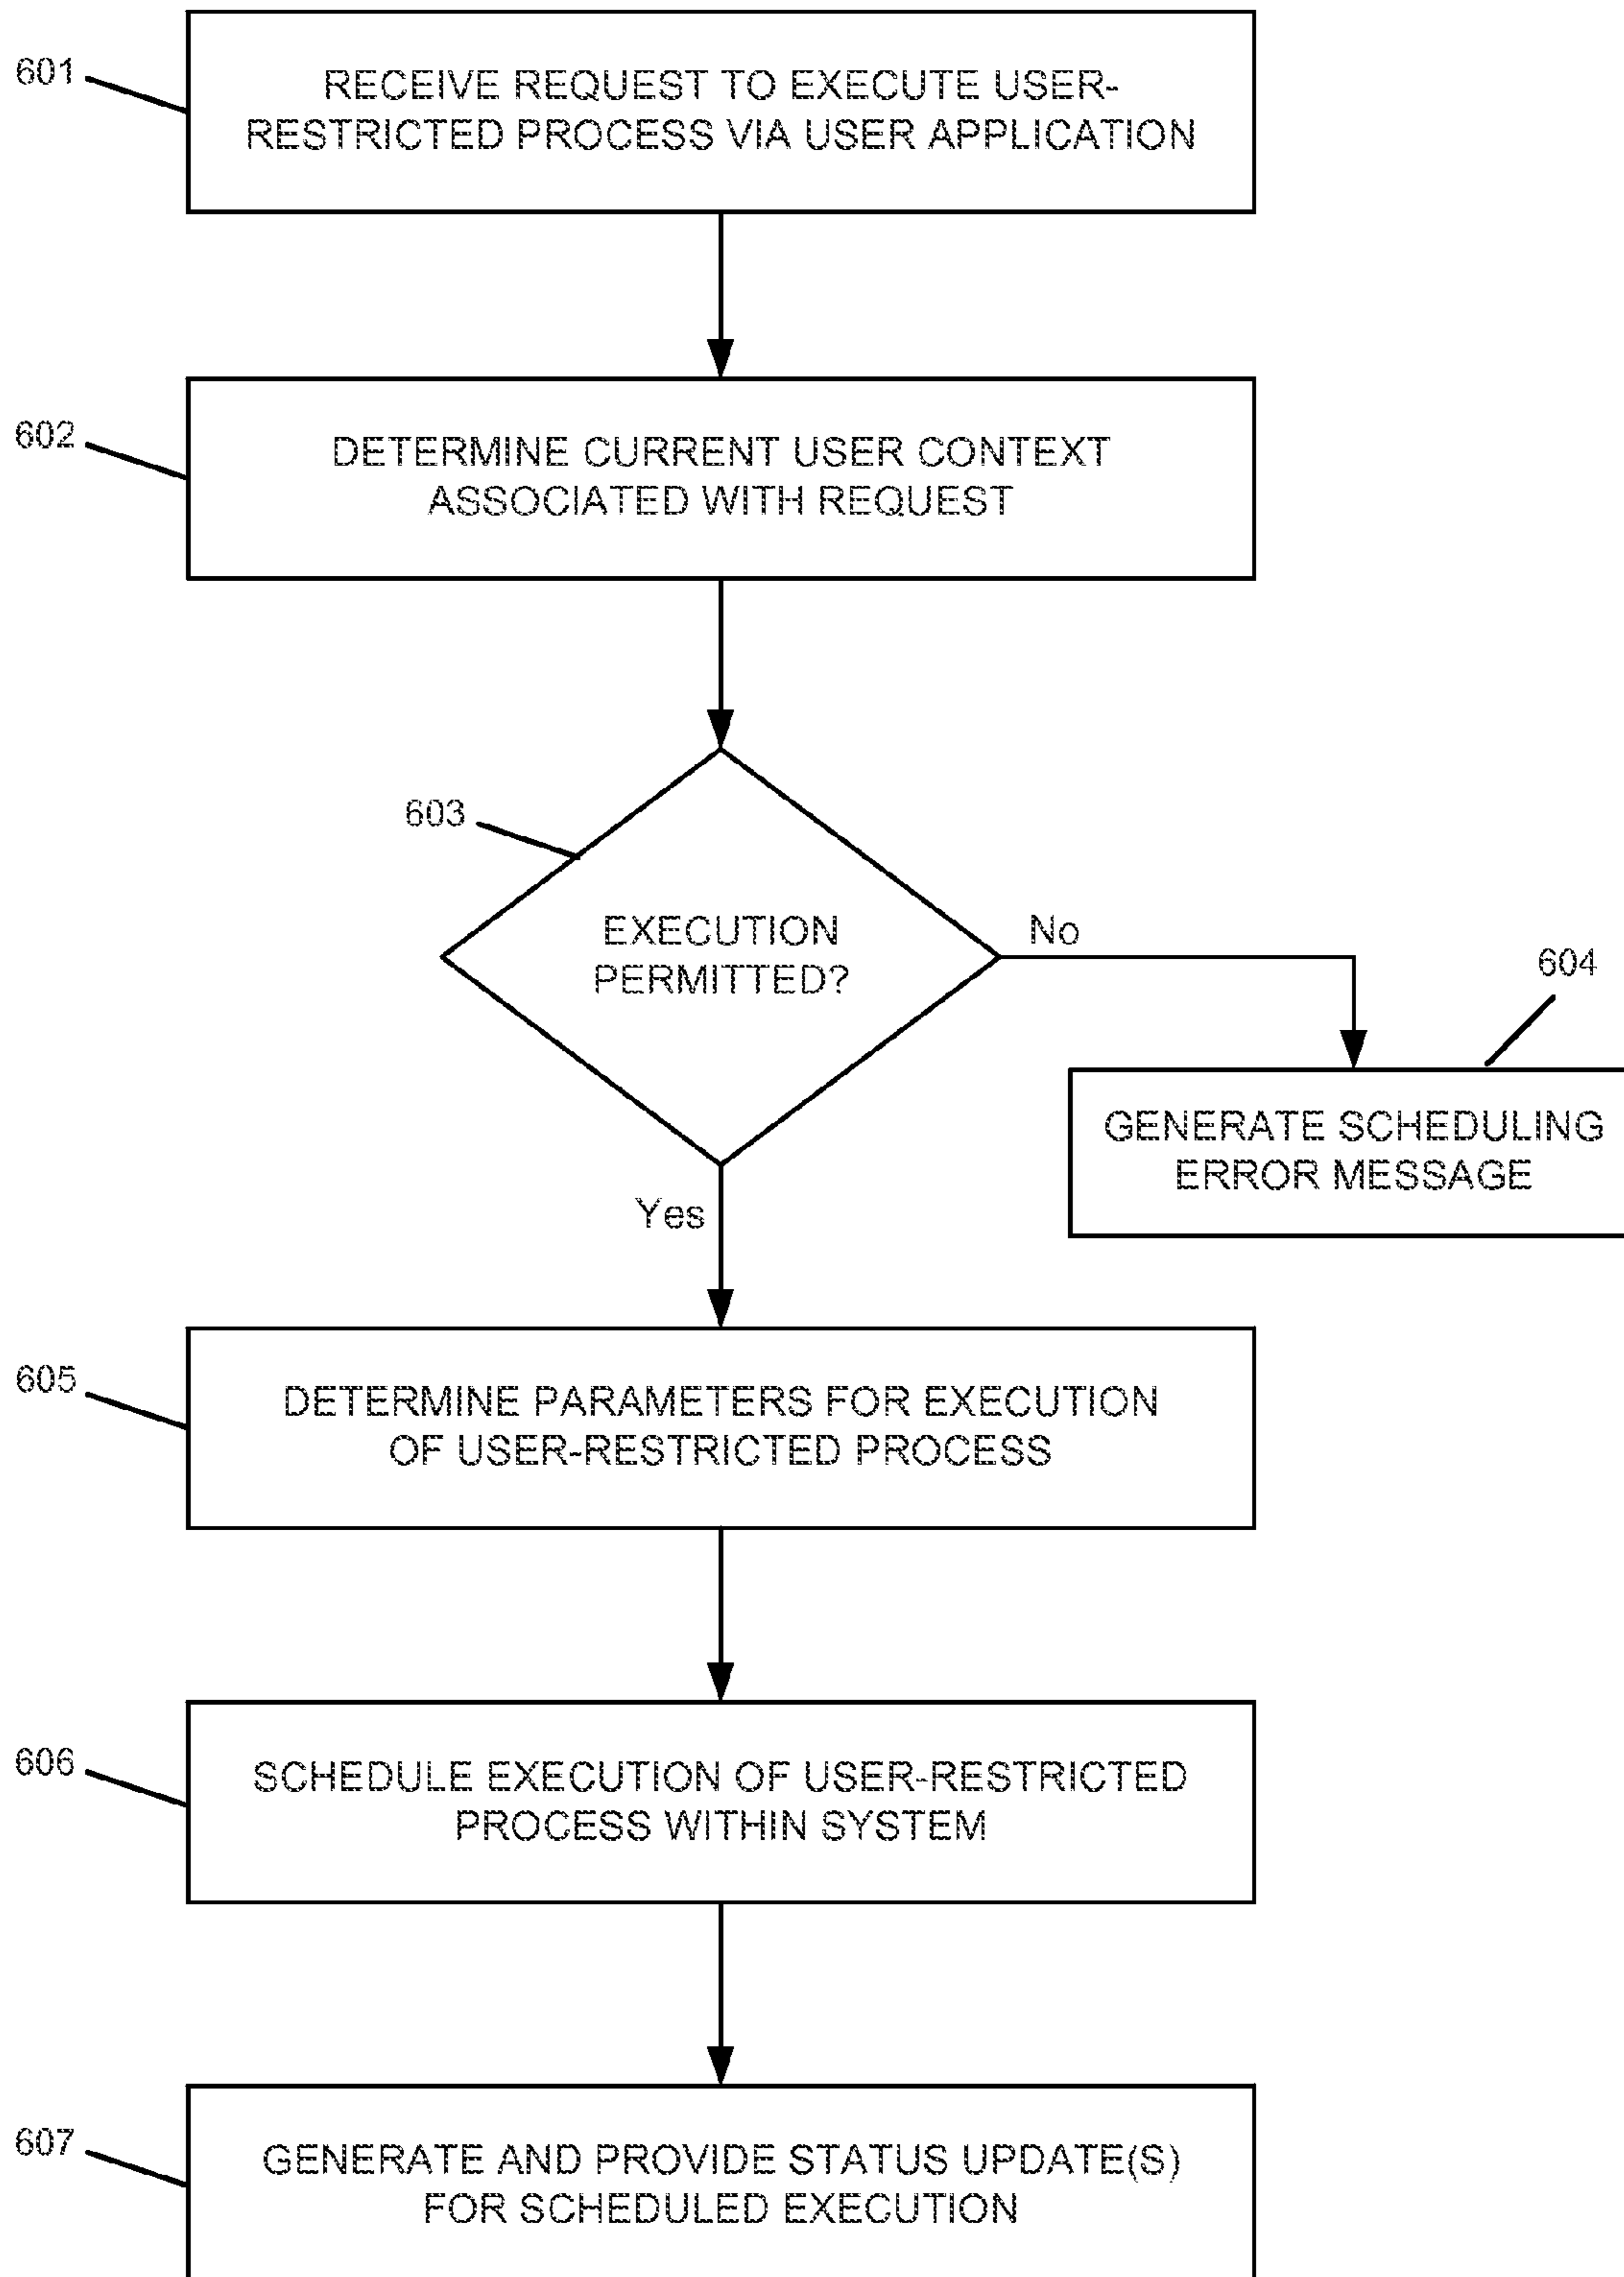 601
RECEIVE REQUEST TO EXECUTE USER-
RESTRICTED PROCESS VIA USER APPLICATION
602
DETERMINE CURRENT USER CONTEXT
ASSOCIATED WITH REQUEST
603
EXECUTION
PERMITTED?
No
604
GENERATE SCHEDULING
ERROR MESSAGE
Yes
605
DETERMINE PARAMETERS FOR EXECUTION
OF USER-RESTRICTED PROCESS
606
SCHEDULE EXECUTION OF USER-RESTRICTED
PROCESS WITHIN SYSTEM
607
GENERATE AND PROVIDE STATUS UPDATE(S)
FOR SCHEDULED EXECUTION